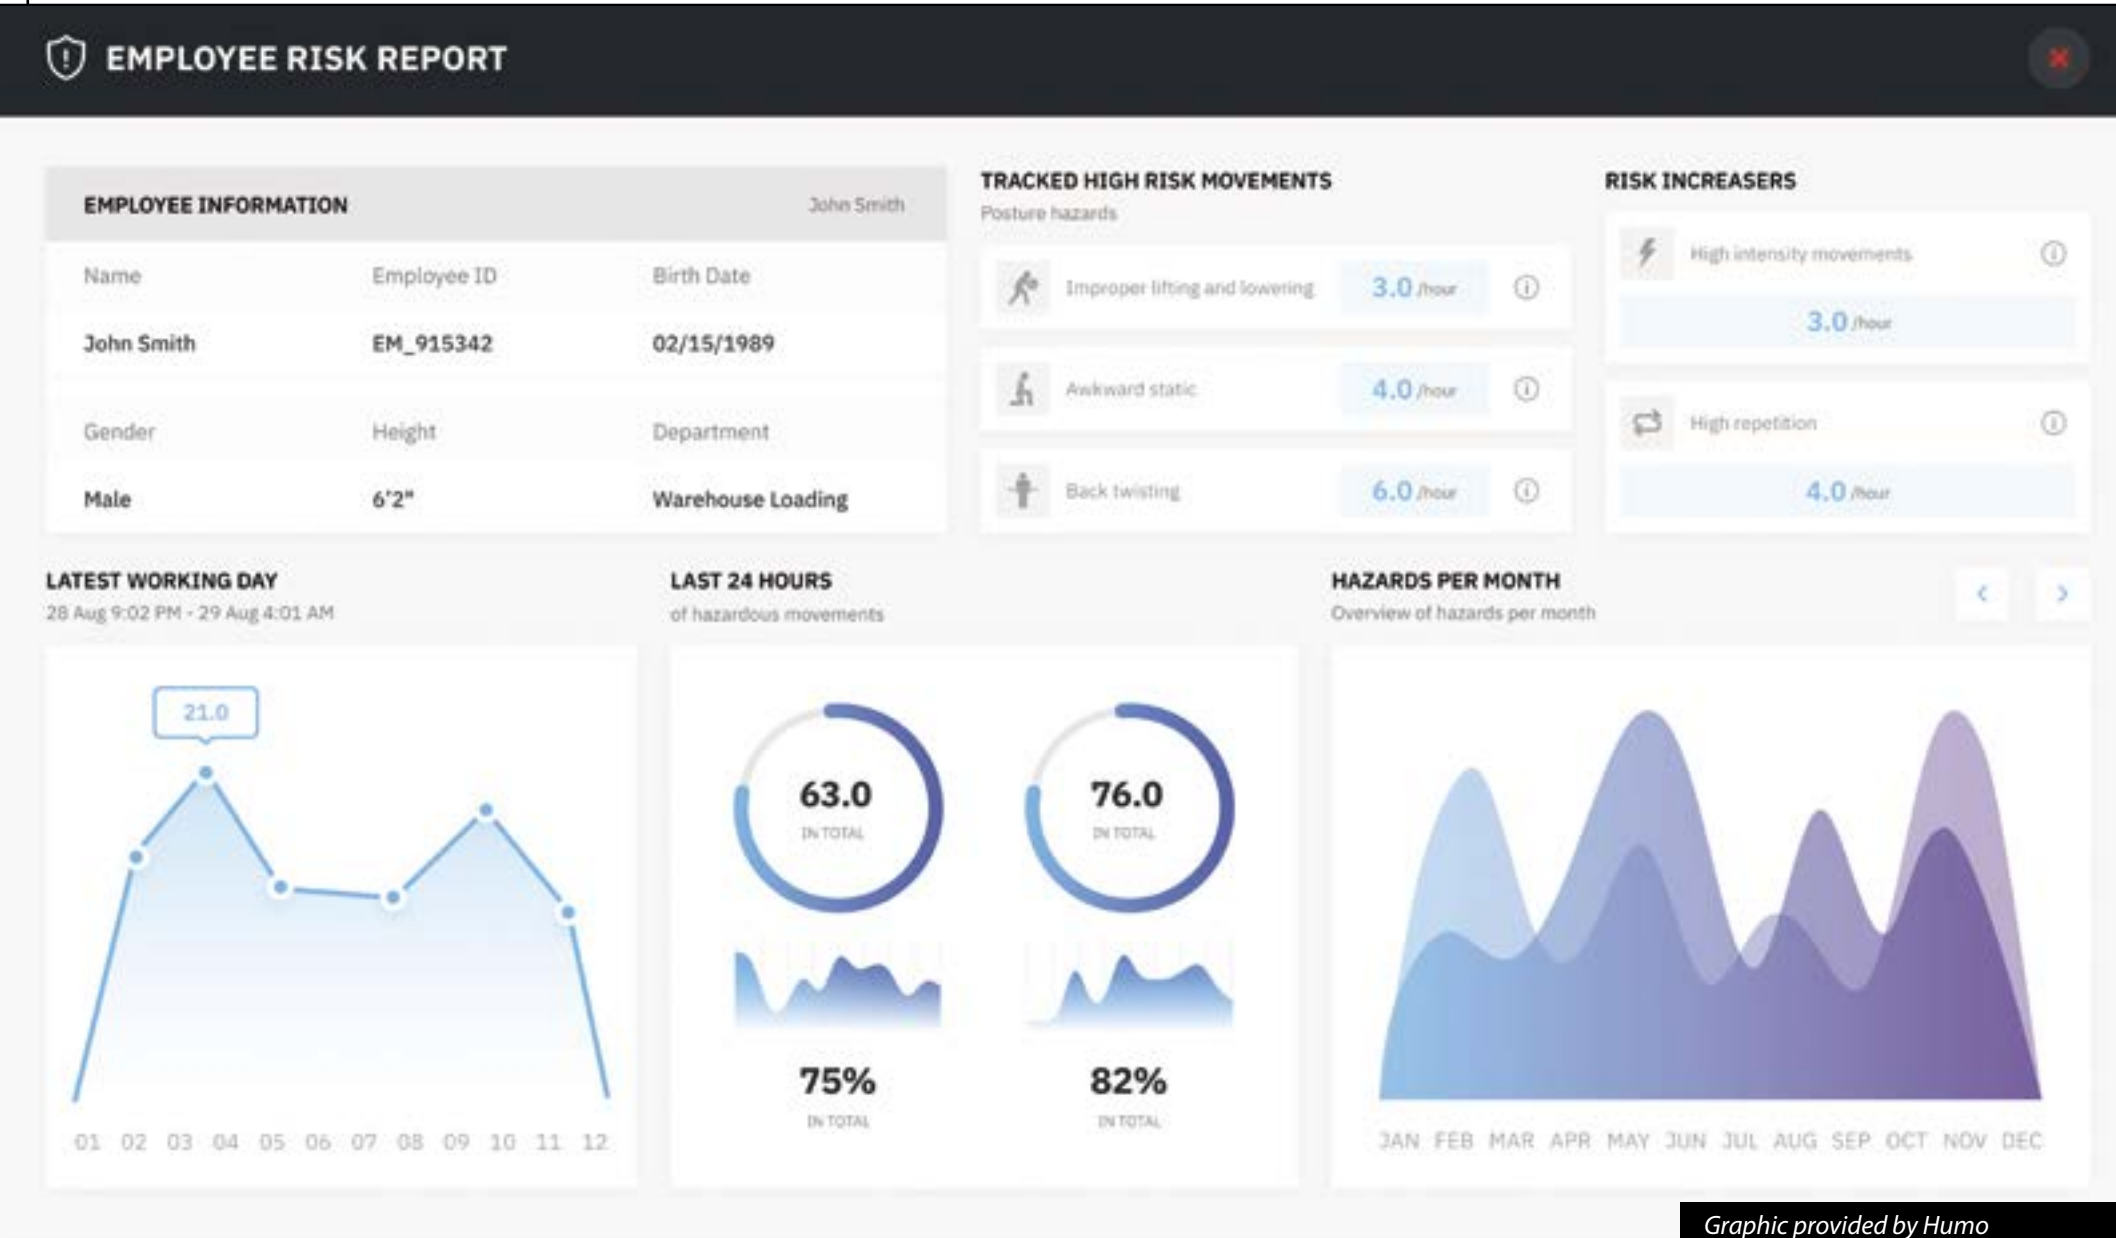 EMPLOYEE RISK REPORT
EMPLOYEE INFORMATION John Smith
Name Employee ID Birth Date
John Smith EM_915342 02/15/1989
Gender Height Department
Male 6'2" Warehouse Loading
TRACKED HIGH RISK MOVEMENTS
Posture hazards
Improper lifting and lowering 3.0 /hour
Awkward static 4.0 /hour
Back twisting 6.0 /hour
RISK INCREASERS
High intensity movements
3.0 /hour
High repetition
4.0 /hour
LATEST WORKING DAY
28 Aug 9:02 PM - 29 Aug 4:01 AM
21.0
01 02 03 04 05 06 07 08 09 10 11 12
LAST 24 HOURS
of hazardous movements
63.0
IN TOTAL
76.0
IN TOTAL
75%
IN TOTAL
82%
IN TOTAL
HAZARDS PER MONTH
Overview of hazards per month
JAN FEB MAR APR MAY JUN JUL AUG SEP OCT NOV DEC
Graphic provided by Humo